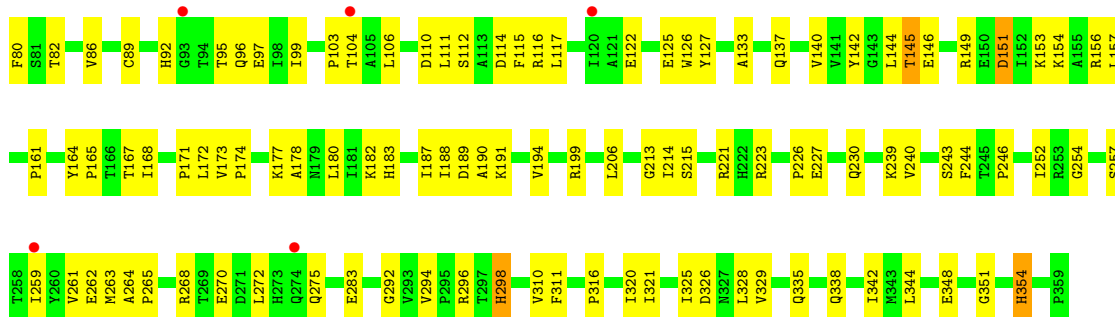 F80 S81 T82 V86 C89 H92 G93 T94 T95 Q96 E97 I98 I99 P103 T104 A105 L106 D110 L111 S112 A113 D114 F115 R116 L117 I120 A121 E122 E125 W126 Y127 A133 Q137 V140 V141 Y142 G143 L144 T145 E146 R149 E150 D151 I152 K153 K154 A155 R156 L157
P161 Y164 P165 T166 T167 I168 P171 L172 V173 P174 K177 A178 N179 L180 I181 K182 H183 I187 I188 D189 A190 K191 V194 R199 L206 G213 I214 S215 R221 H222 R223 P226 E227 Q230 K239 V240 S243 F244 T245 P246 I252 R253 G254 S257
T258 I259 Y260 V261 E262 M263 A264 P265 R268 T269 E270 D271 L272 H273 Q274 Q275 E283 G292 V293 V294 P295 R296 T297 H298 V310 F311 P316 I320 I321 I325 D326 N327 L328 V329 Q335 Q338 I342 M343 L344 E348 G351 H354 P359